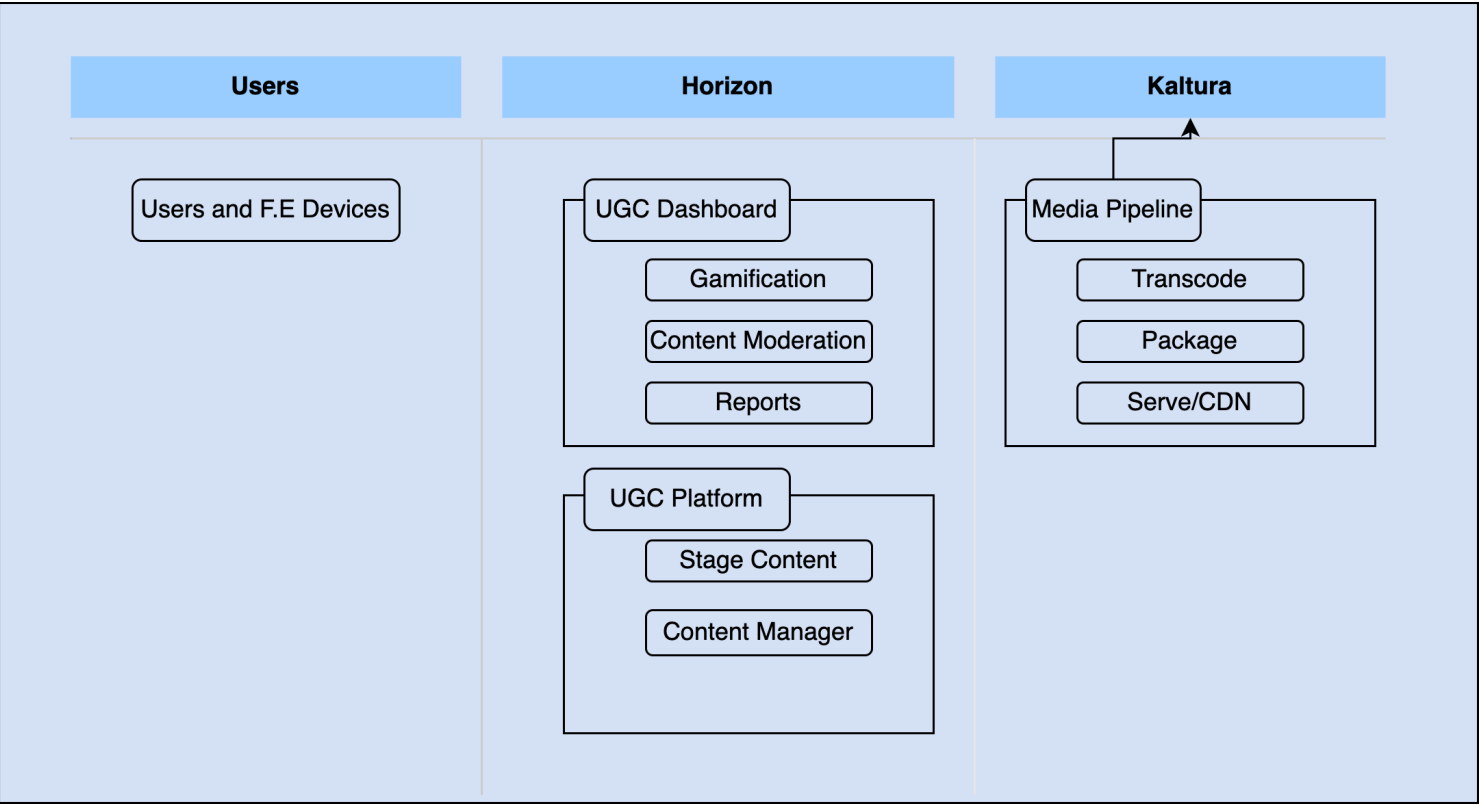 Users
Horizon
Kaltura
Users and F.E Devices
UGC Dashboard
Gamification
Content Moderation
Reports
UGC Platform
Stage Content
Content Manager
Media Pipeline
Transcode
Package
Serve/CDN